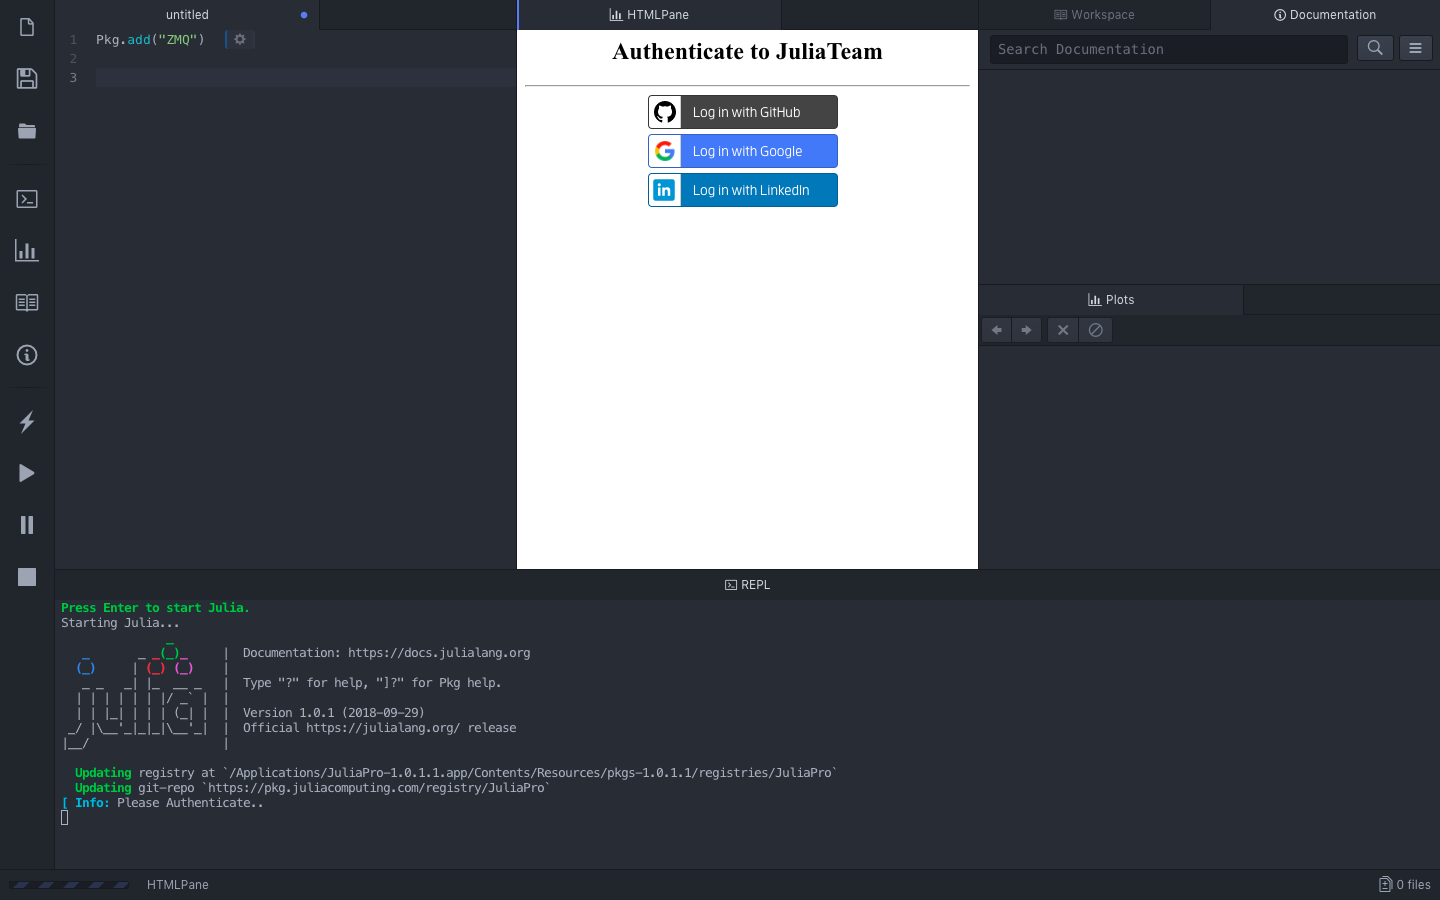 untitled
HTMLPane
Workspace
Documentation
1 Pkg.add("ZMQ")
2
3
Authenticate to JuliaTeam
Log in with GitHub
Log in with Google
Log in with LinkedIn
Search Documentation
Plots
REPL
Press Enter to start Julia.
Starting Julia...
               _
   _       _ _(_)_     |  Documentation: https://docs.julialang.org
  (_)     | (_) (_)    |
   _ _   _| |_  __ _   |  Type "?" for help, "]?" for Pkg help.
  | | | | | | |/ _` |  |
  | | |_| | | | (_| |  |  Version 1.0.1 (2018-09-29)
 _/ |\__'_|_|_|\__'_|  |  Official https://julialang.org/ release
|__/                   |
  Updating registry at `/Applications/JuliaPro-1.0.1.1.app/Contents/Resources/pkgs-1.0.1.1/registries/JuliaPro`
  Updating git-repo `https://pkg.juliacomputing.com/registry/JuliaPro`
[ Info: Please Authenticate..
HTMLPane
0 files